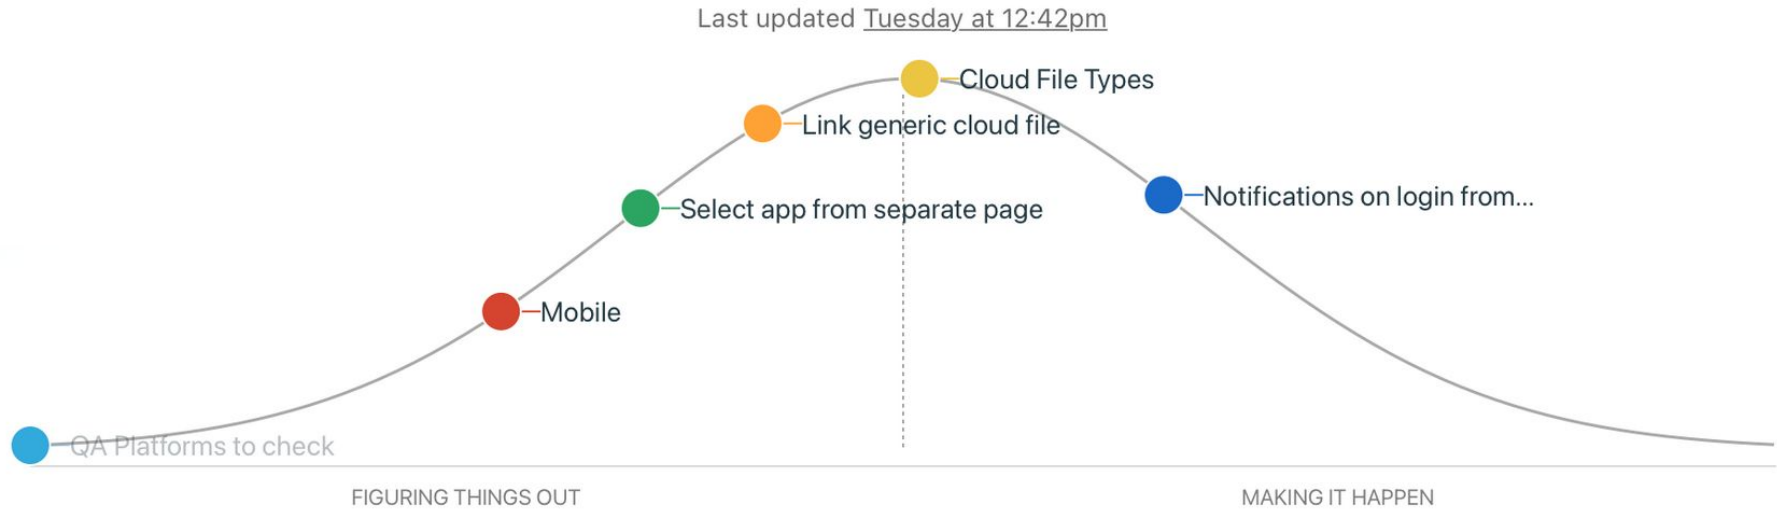 Last updated Tuesday at 12:42pm
Cloud File Types
Link generic cloud file
Notifications on login from...
Select app from separate page
Mobile
QA Platforms to check
FIGURING THINGS OUT
MAKING IT HAPPEN